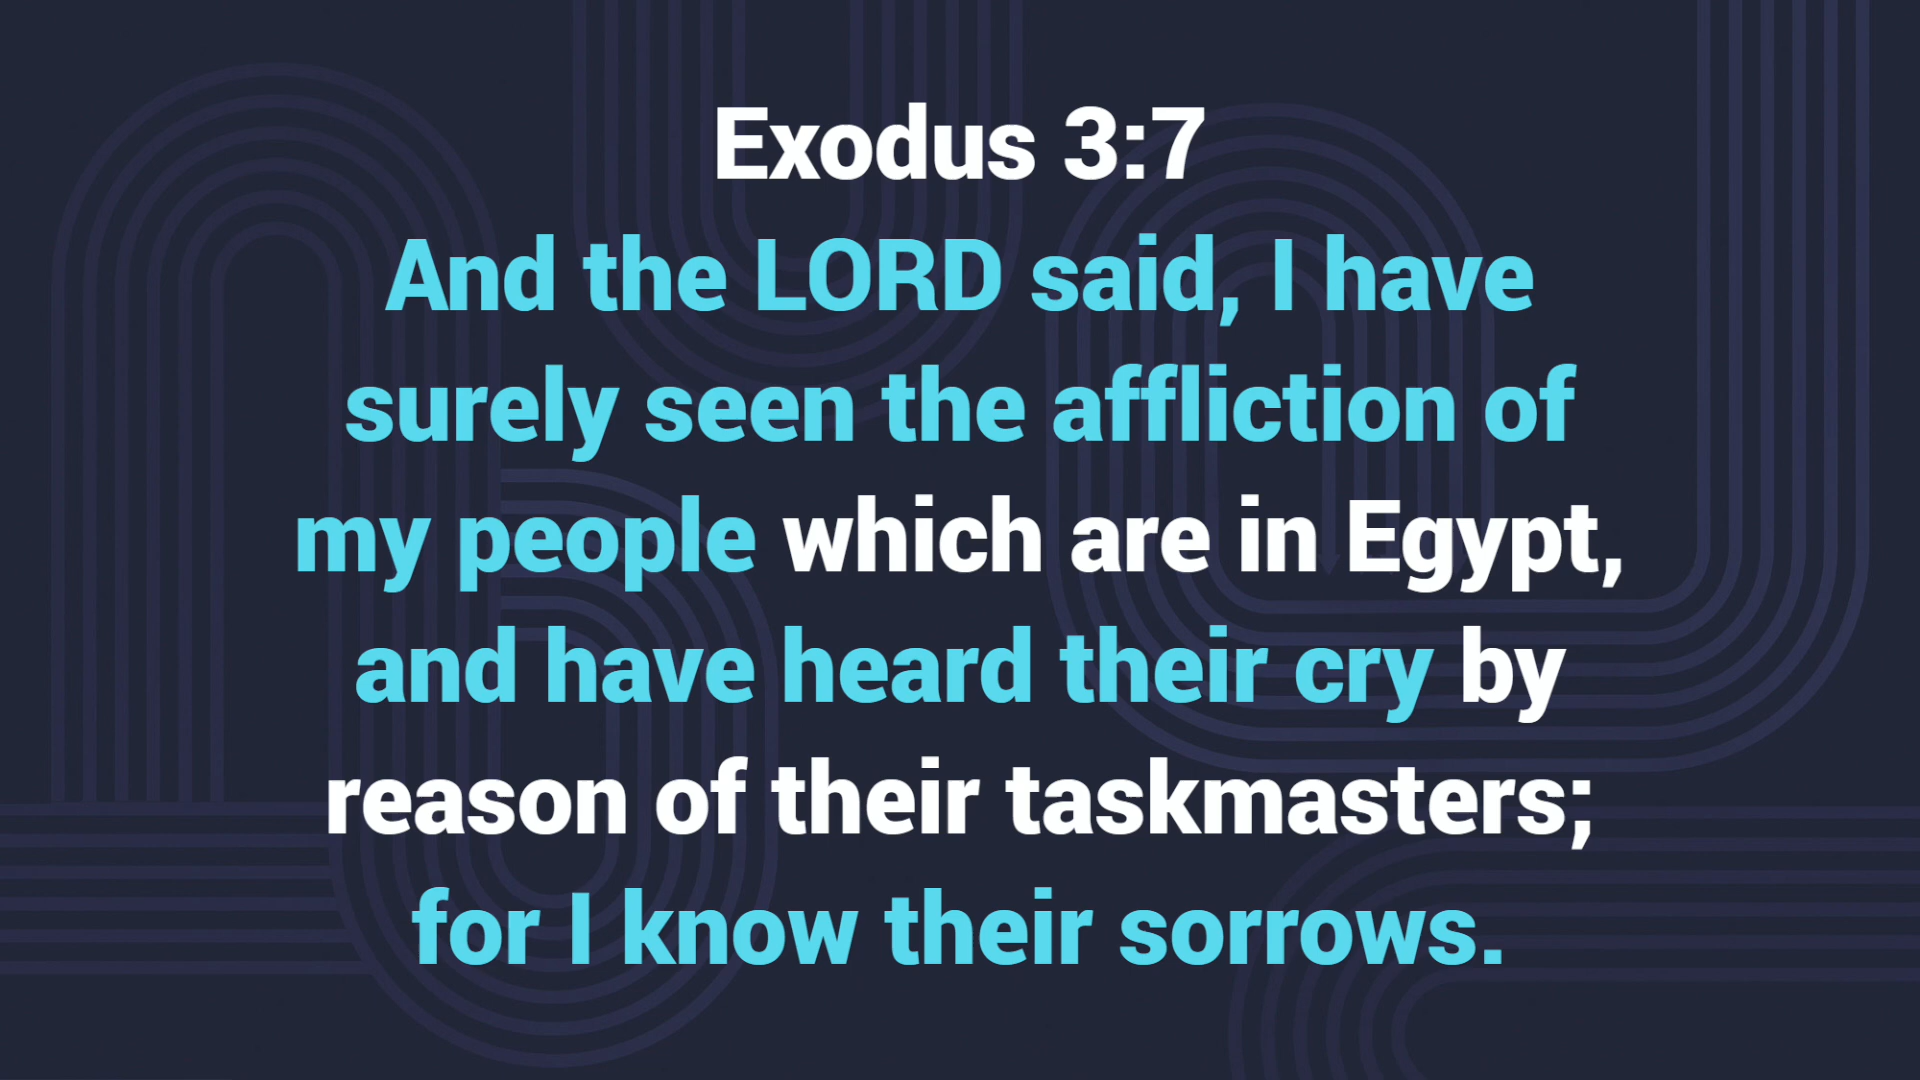 Exodus 3:7
And the LORD said, I have
surely seen the affliction of
my people which are in Egypt,
and have heard their cry by
reason of their taskmasters;
for I know their sorrows.